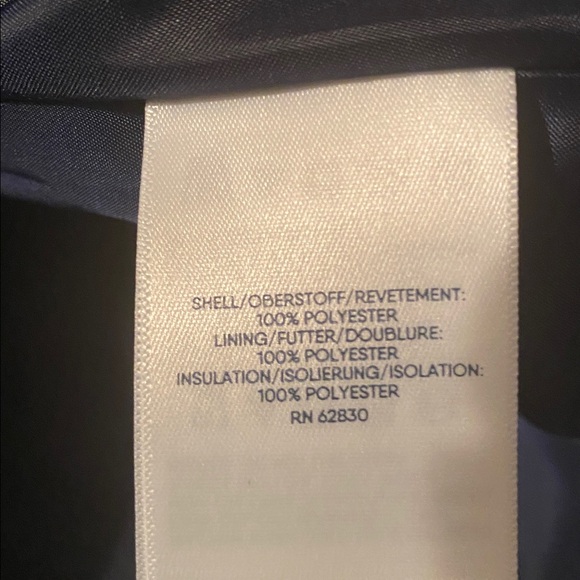 SHELL/OBERSTOFF/REVETEMENT:
100% POLYESTER
LINING/FUTTER/DOUBLURE:
100% POLYESTER
INSULATION/ISOLIERUNG/ISOLATION:
100% POLYESTER
RN 62830